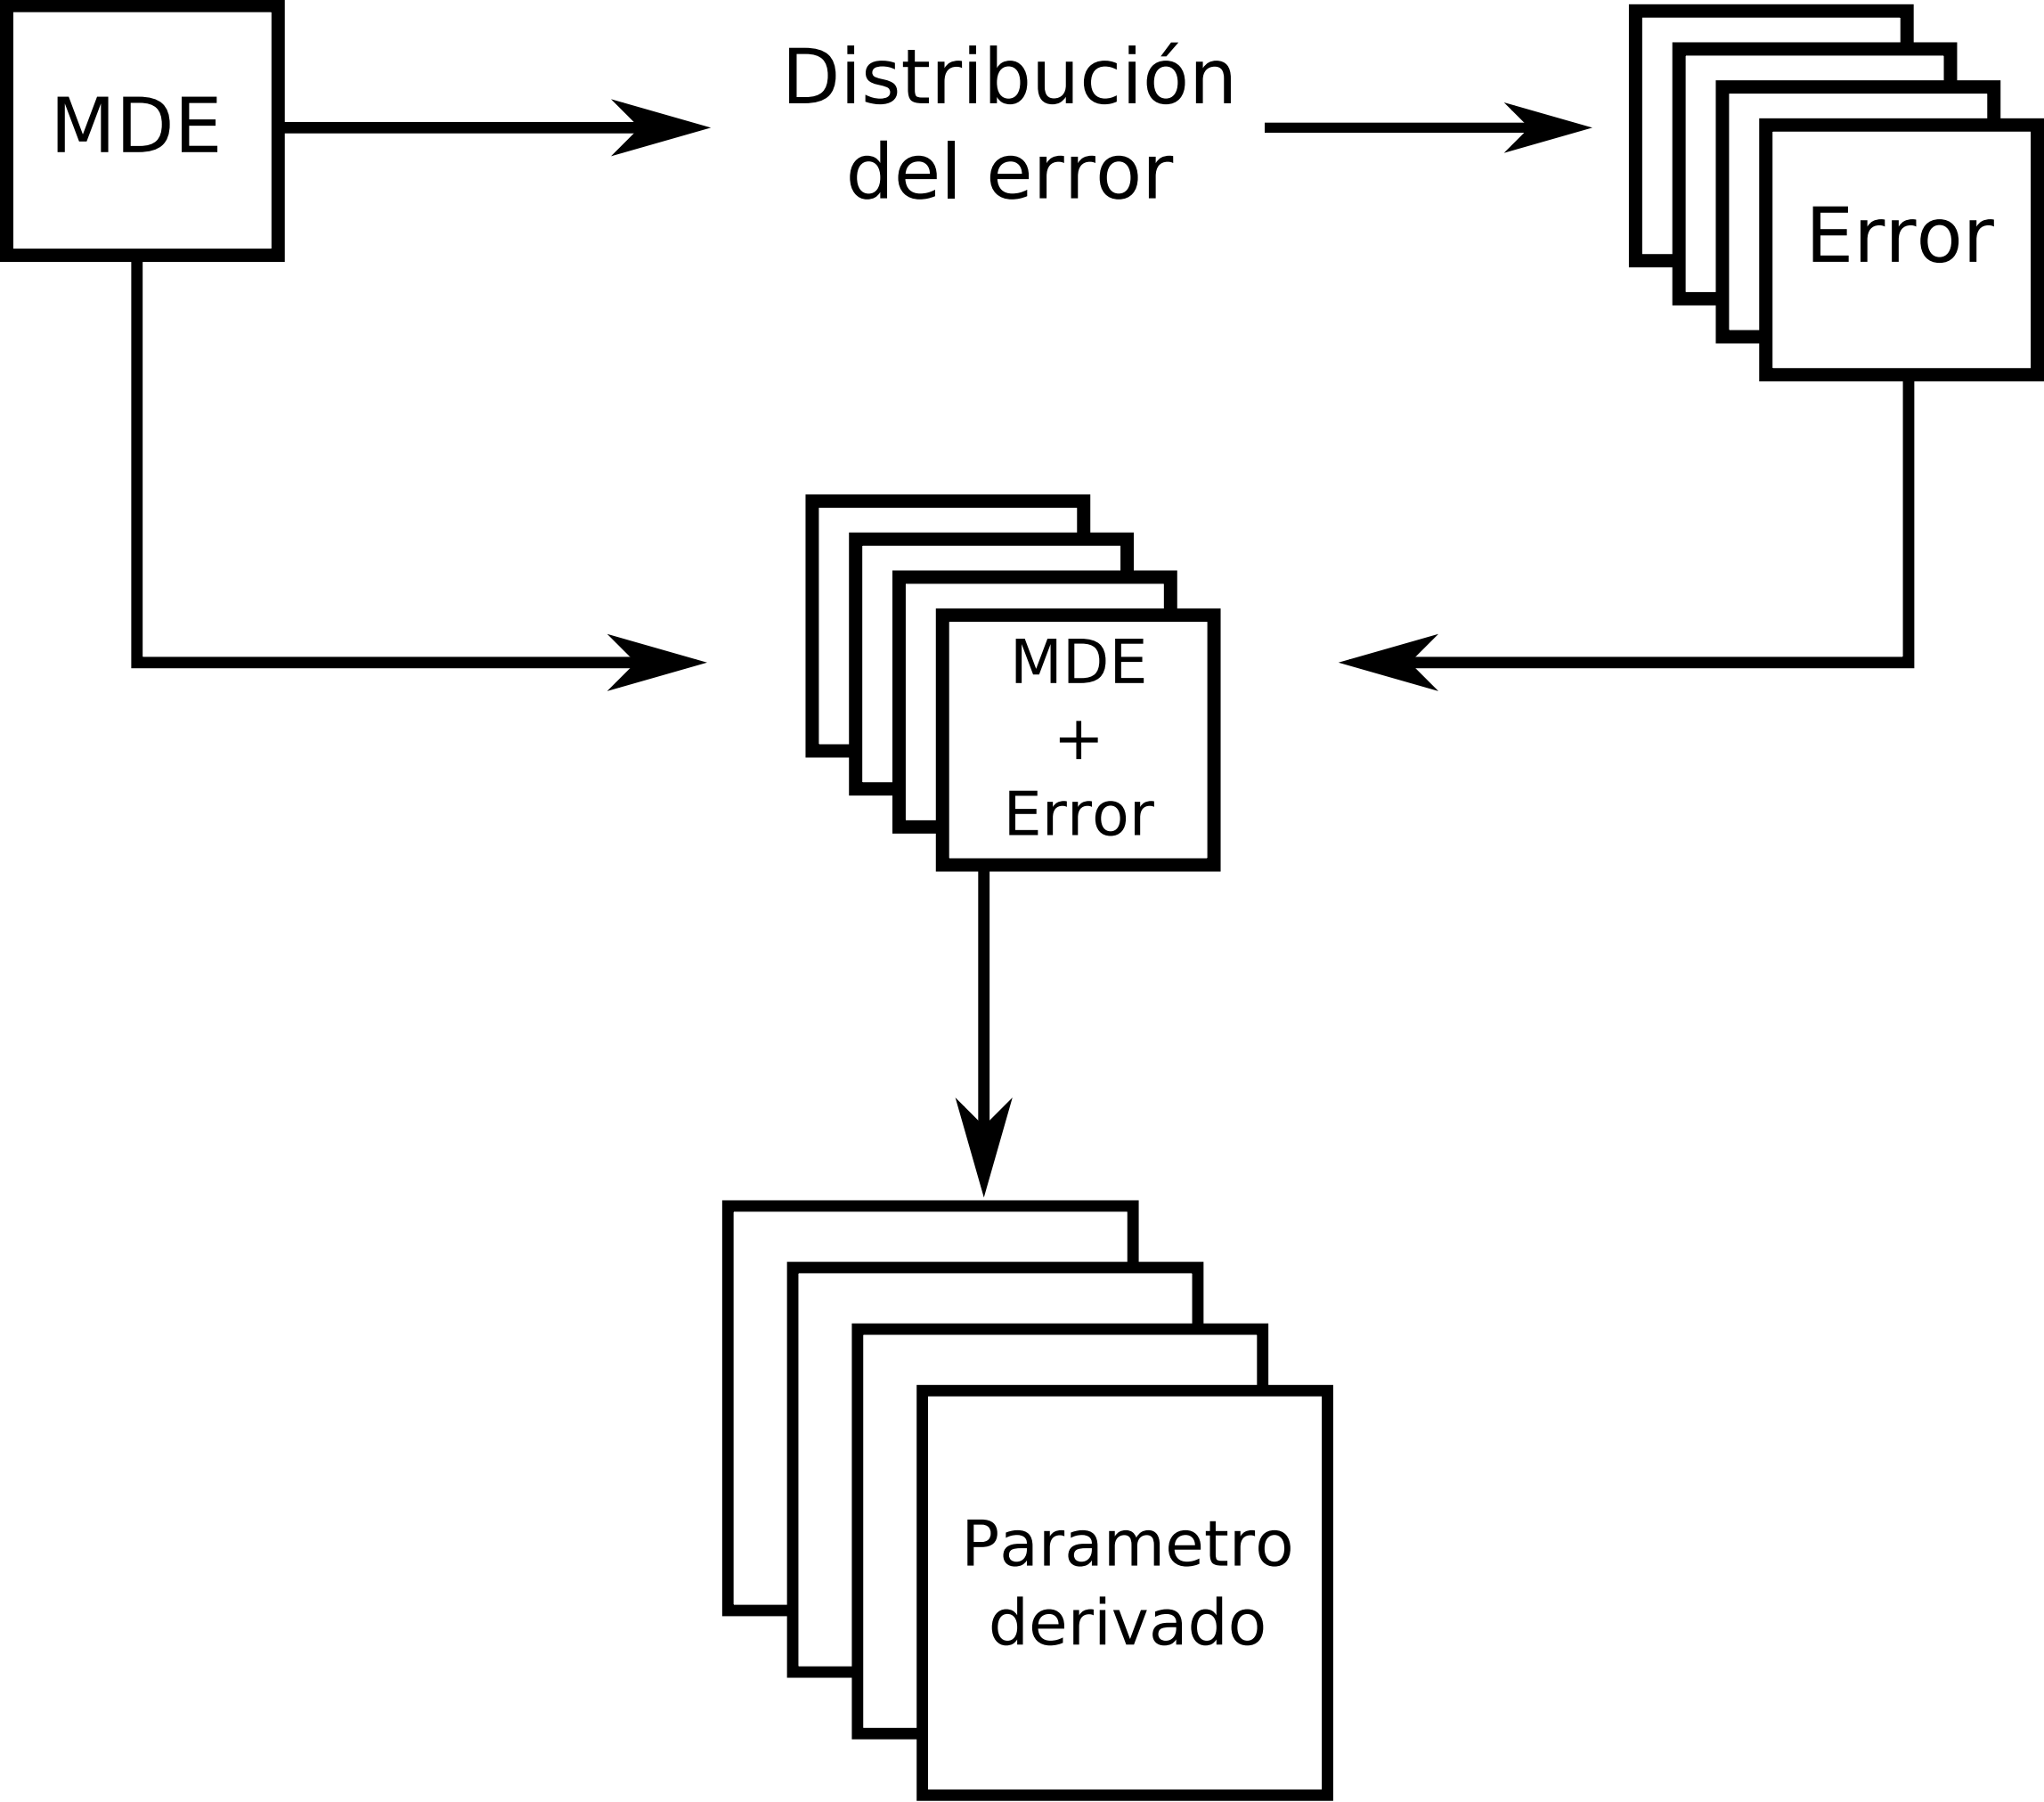 MDE
Distribución
del error
Error
MDE
+
Error
Parametro
derivado